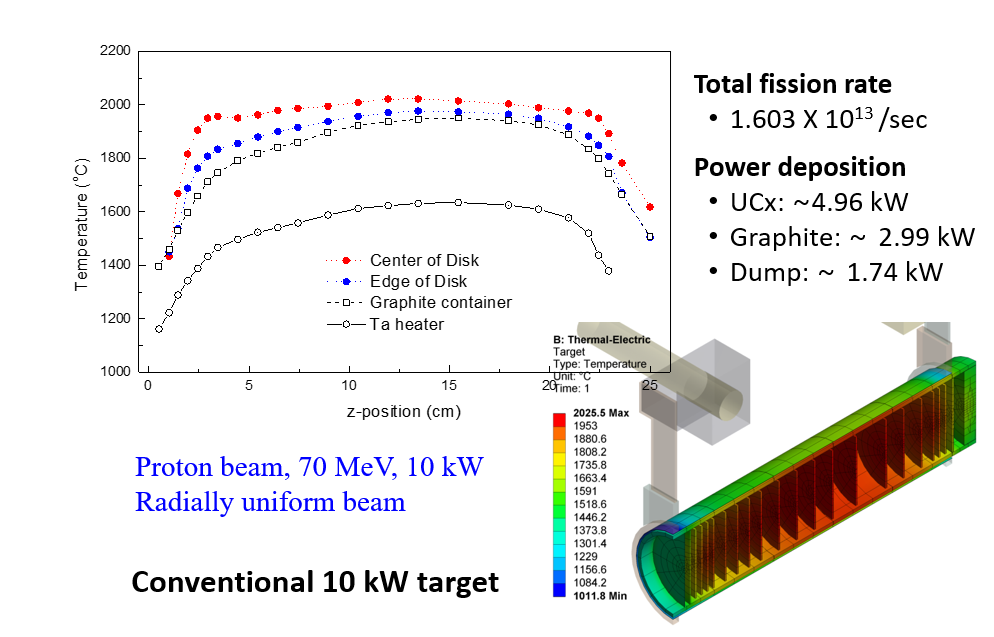 2200
2000
1800
1600
1400
1200
1000
Temperature (°C)
0
5
10
15
20
25
z-position (cm)
Center of Disk
Edge of Disk
Graphite container
Ta heater
Total fission rate
• 1.603 X 10¹³ /sec
Power deposition
• UCx: ~4.96 kW
• Graphite: ~ 2.99 kW
• Dump: ~ 1.74 kW
B: Thermal-Electric
Target
Type: Temperature
Unit: °C
Time: 1
2025.5 Max
1953
1880.6
1808.2
1735.8
1663.4
1591
1518.6
1446.2
1373.8
1301.4
1229
1156.6
1084.2
1011.8 Min
Proton beam, 70 MeV, 10 kW
Radially uniform beam
Conventional 10 kW target